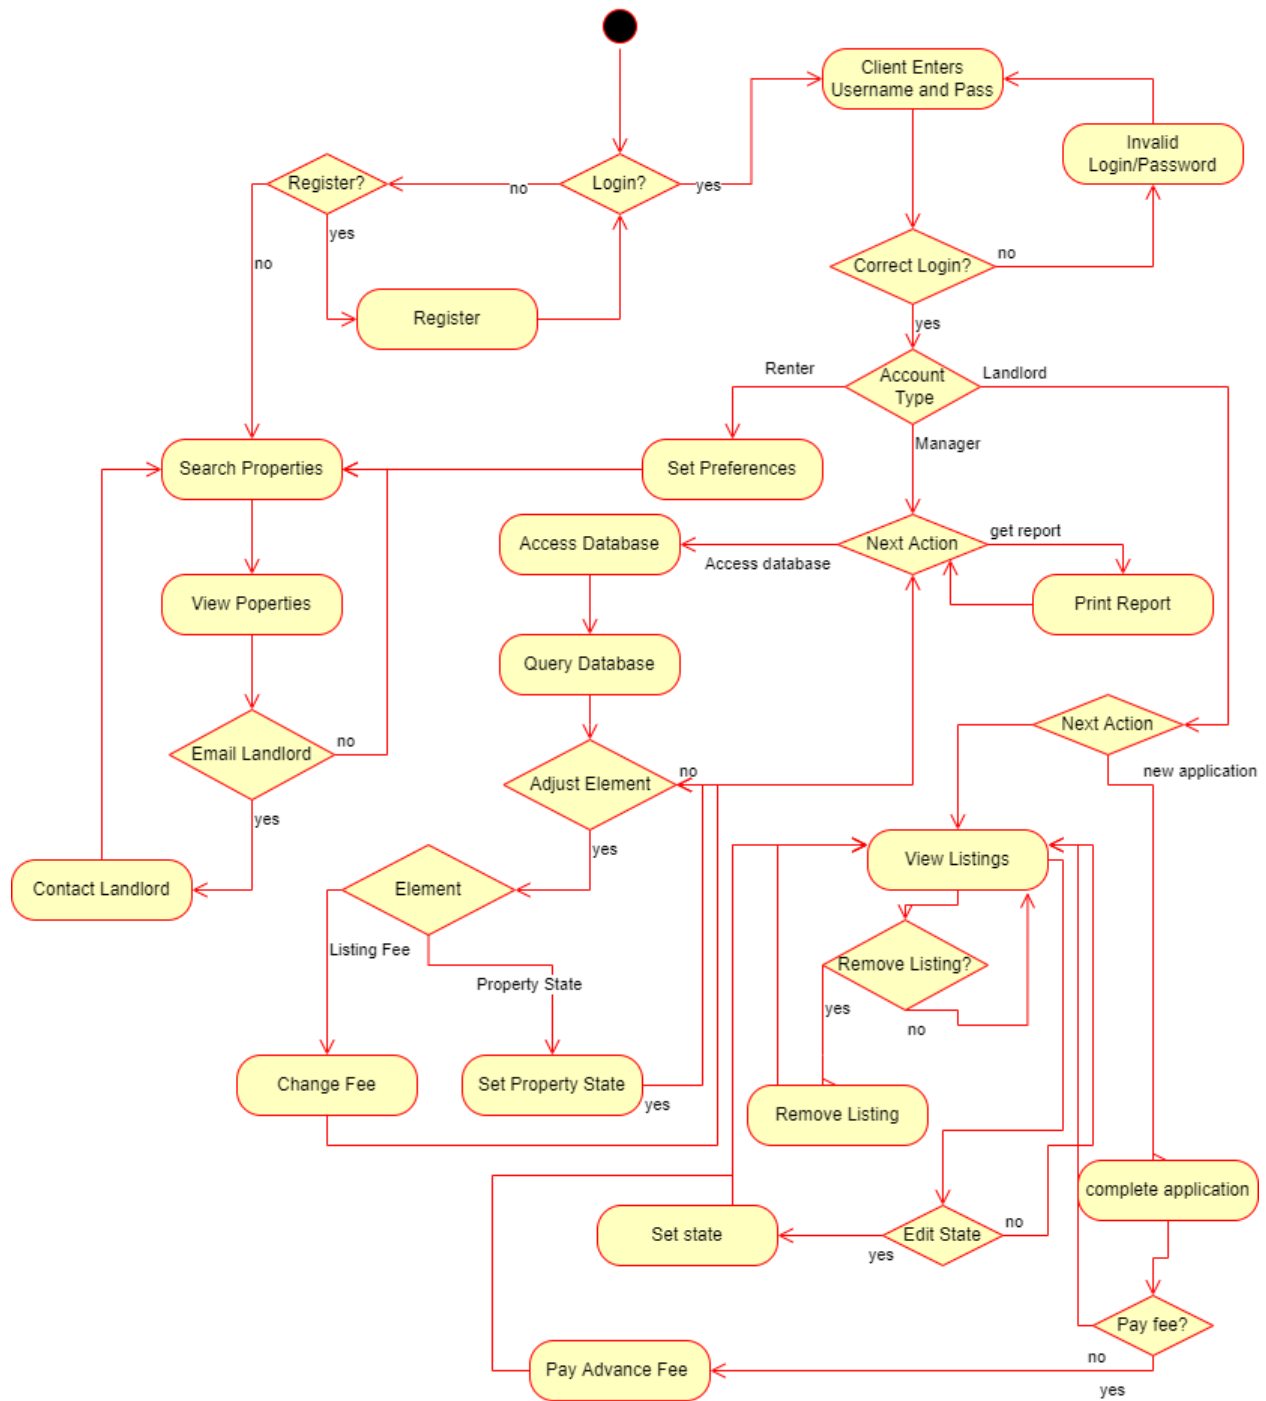 Client Enters
Username and Pass
Invalid
Login/Password
Register?
no
Login?
yes
yes
no
Correct Login?
no
Register
yes
Renter
Account
Type
Landlord
Manager
Search Properties
Set Preferences
Access Database
Next Action
get report
Access database
View Poperties
Print Report
Query Database
Email Landlord
no
Next Action
no
new application
Adjust Element
yes
yes
View Listings
Contact Landlord
Element
Listing Fee
Remove Listing?
Property State
yes
no
Change Fee
Set Property State
yes
Remove Listing
complete application
Set state
Edit State
no
yes
Pay fee?
no
Pay Advance Fee
yes